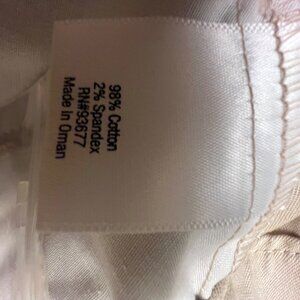 98% Cotton
2% Spandex
RN#93677
Made in Oman